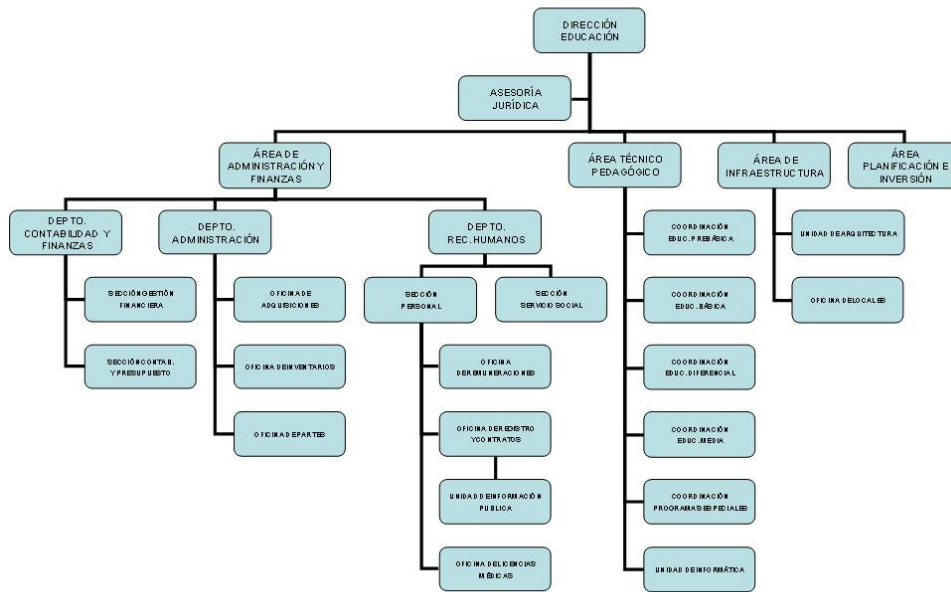 DIRECCIÓN
EDUCACIÓN
ASESORÍA
JURÍDICA
ÁREA DE
ADMINISTRACIÓN Y
FINANZAS
ÁREA TÉCNICO
PEDAGÓGICO
ÁREA DE
INFRAESTRUCTURA
ÁREA
PLANIFICACIÓN E
INVERSIÓN
DEPTO.
CONTABILIDAD Y
FINANZAS
DEPTO.
ADMINISTRACIÓN
DEPTO.
REC. HUMANOS
COORDINACIÓN
EDUC. PREBÁSICA
UNIDAD DE ARQUITECTURA
SECCIÓN GESTIÓN
FINANCIERA
OFICINA DE
ADQUISICIONES
SECCIÓN
PERSONAL
SECCIÓN
SERVICIO SOCIAL
COORDINACIÓN
EDUC. BÁSICA
OFICINA DE LOCALES
SECCIÓN CONTAB.
Y PRESUPUESTO
OFICINA DE INVENTARIOS
OFICINA
DE REMUNERACIONES
COORDINACIÓN
EDUC. DIFERENCIAL
OFICINA DE PARTES
OFICINA DE REGISTRO
Y CONTRATOS
COORDINACIÓN
EDUC. MEDIA
UNIDAD DE INFORMACIÓN
PUBLICA
COORDINACIÓN
PROGRAMAS ESPECIALES
OFICINA DE LICENCIAS
MÉDICAS
UNIDAD DE INFORMÁTICA